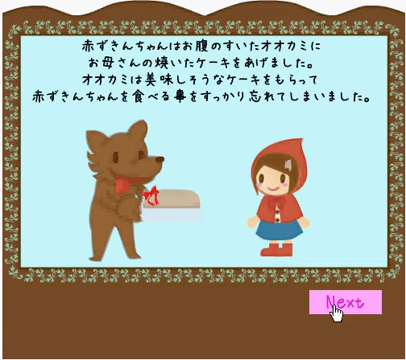 赤ずきんちゃんはお腹のすいたオオカミに
お母さんの焼いたケーキをあげました。
オオカミは美味しそうなケーキをもらって
赤ずきんちゃんを食べる事をすっかり忘れてしまいました。
Next